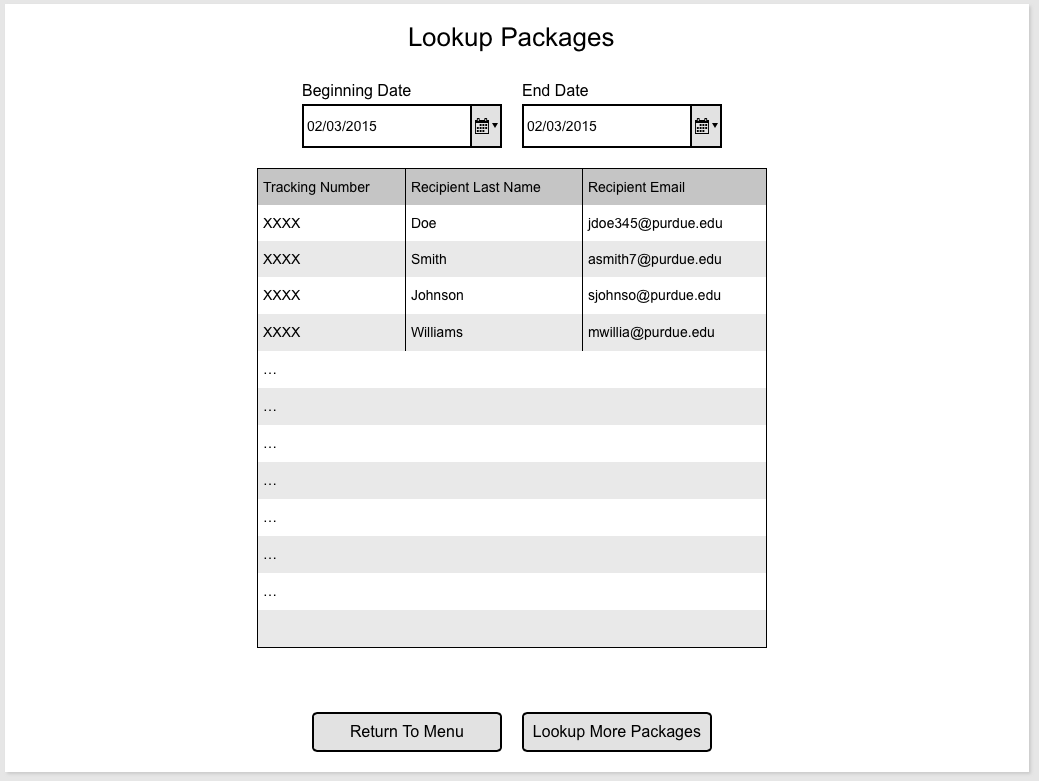 Lookup Packages
Beginning Date End Date
02/03/2015 02/03/2015
Tracking Number Recipient Last Name Recipient Email
XXXX Doe jdoe345@purdue.edu
XXXX Smith asmith7@purdue.edu
XXXX Johnson sjohnso@purdue.edu
XXXX Williams mwillia@purdue.edu
...
...
...
...
...
...
...
Return To Menu Lookup More Packages